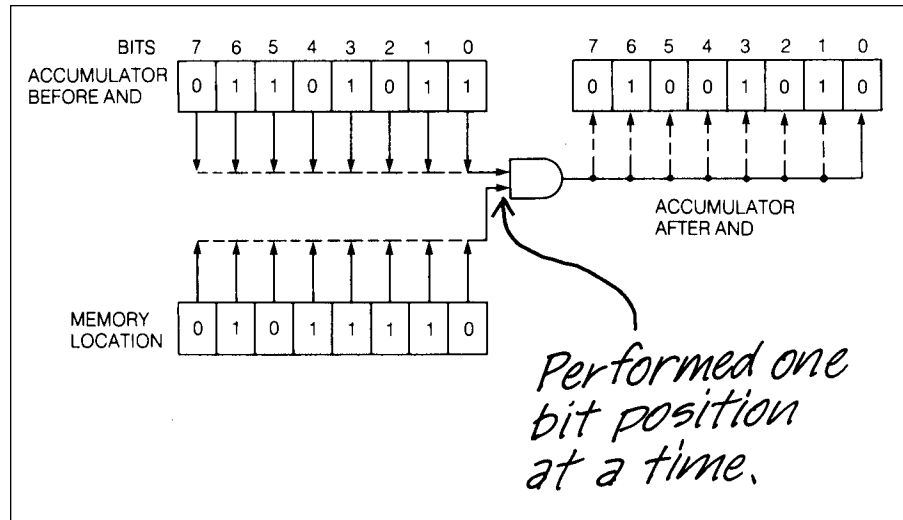 BITS 7 6 5 4 3 2 1 0
7 6 5 4 3 2 1 0
ACCUMULATOR
BEFORE AND
0 1 1 0 1 0 1 1
0 1 0 0 1 0 1 0
ACCUMULATOR
AFTER AND
MEMORY
LOCATION
0 1 0 1 1 1 1 0
Performed one
bit position
at a time.